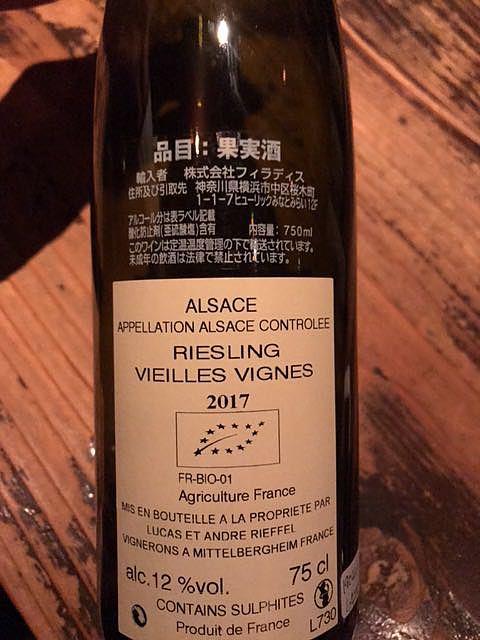 品目：果実酒
輸入者 株式会社フィラディス
住所及び引取先 神奈川県横浜市中区桜木町
1-1-7ヒューリックみなとみらい12F
アルコール分は表ラベル記載
酸化防止剤(亜硫酸塩)含有 内容量：750ml
このワインは定温温度管理の下で輸送されています。
未成年の飲酒は法律で禁止されています。
ALSACE
APPELLATION ALSACE CONTROLEE
RIESLING
VIEILLES VIGNES
2017
FR-BIO-01
Agriculture France
MIS EN BOUTEILLE A LA PROPRIETE PAR
LUCAS ET ANDRE RIEFFEL
VIGNERONS A MITTELBERGHEIM FRANCE
alc.12 %vol. 75 cl
CONTAINS SULPHITES
Produit de France L730